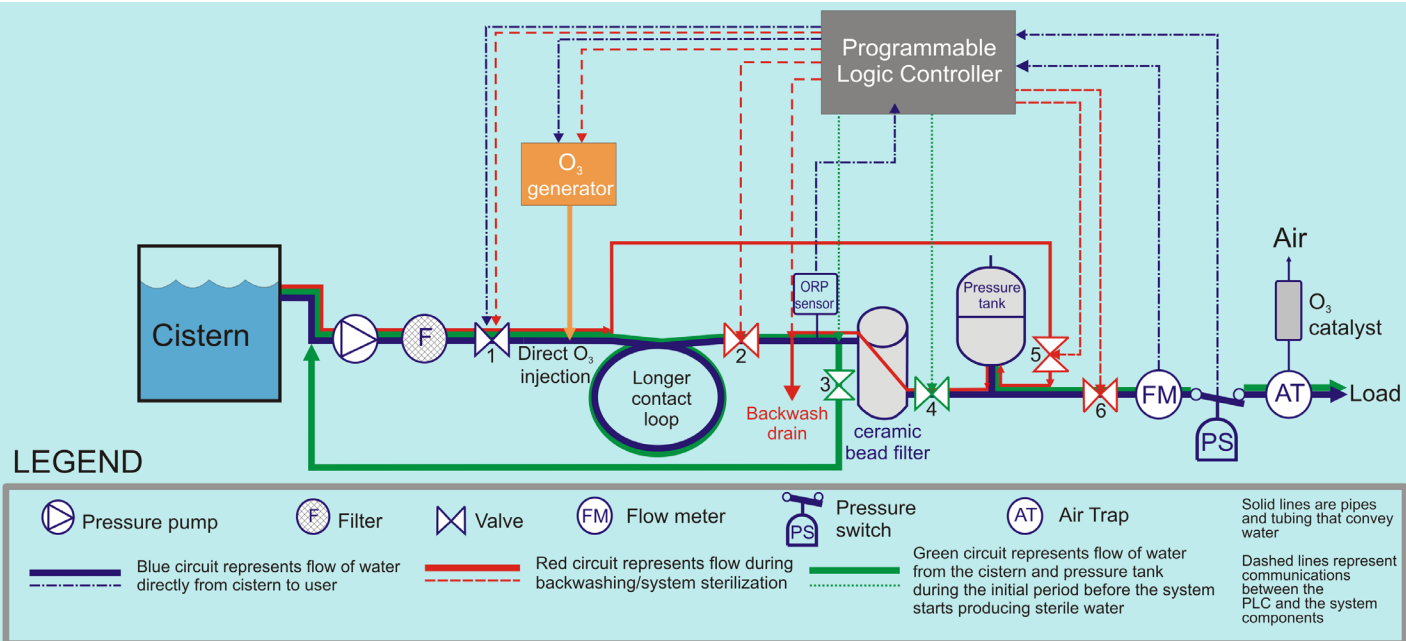 Programmable
Logic Controller
O3
generator
Air
Cistern
F
1
Direct O3
injection
Longer
contact
loop
2
ORP
sensor
Backwash
drain
3
ceramic
bead filter
4
Pressure
tank
5
6
FM
PS
O3
catalyst
AT
Load
LEGEND
Pressure pump
F
Filter
Valve
FM
Flow meter
PS
Pressure
switch
AT
Air Trap
Solid lines are pipes
and tubing that convey
water
Blue circuit represents flow of water
directly from cistern to user
Red circuit represents flow during
backwashing/system sterilization
Green circuit represents flow of water
from the cistern and pressure tank
during the initial period before the system
starts producing sterile water
Dashed lines represent
communications
between the
PLC and the system
components